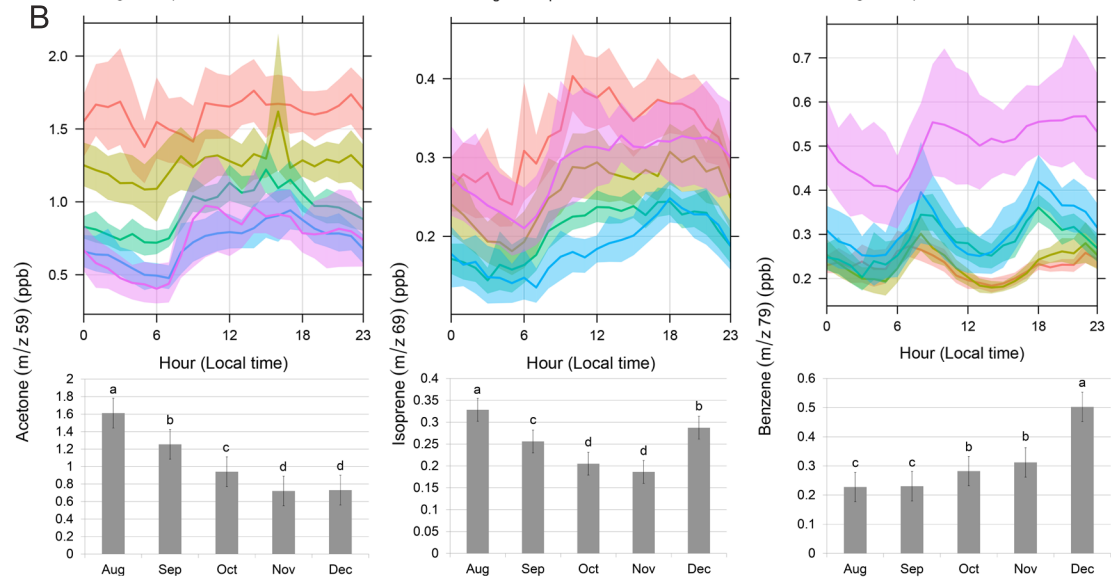 B
Acetone (m/z 59) (ppb)
2.0
1.5
1.0
0.5
0 6 12 18 23
Hour (Local time)
2
1.8
1.6
1.4
1.2
1
0.8
0.6
0.4
0.2
0
a b c d d
Aug Sep Oct Nov Dec
Isoprene (m/z 69) (ppb)
0.4
0.3
0.2
0 6 12 18 23
Hour (Local time)
0.4
0.35
0.3
0.25
0.2
0.15
0.1
0.05
0
a c d d b
Aug Sep Oct Nov Dec
Benzene (m/z 79) (ppb)
0.7
0.6
0.5
0.4
0.3
0.2
0 6 12 18 23
Hour (Local time)
0.6
0.5
0.4
0.3
0.2
0.1
0
c c b b a
Aug Sep Oct Nov Dec